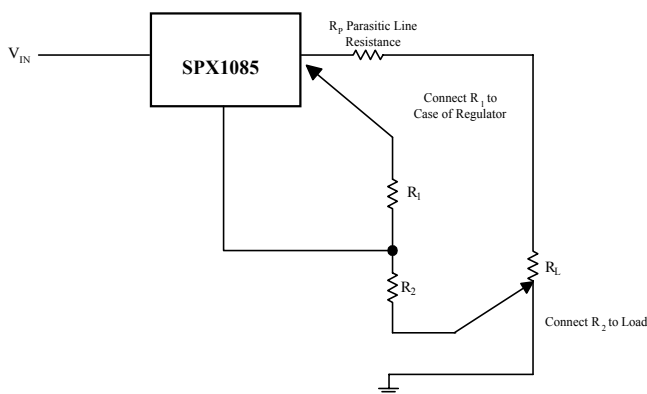 R_P Parasitic Line
Resistance
V_IN
SPX1085
Connect R_1 to
Case of Regulator
R_1
R_L
R_2
Connect R_2 to Load